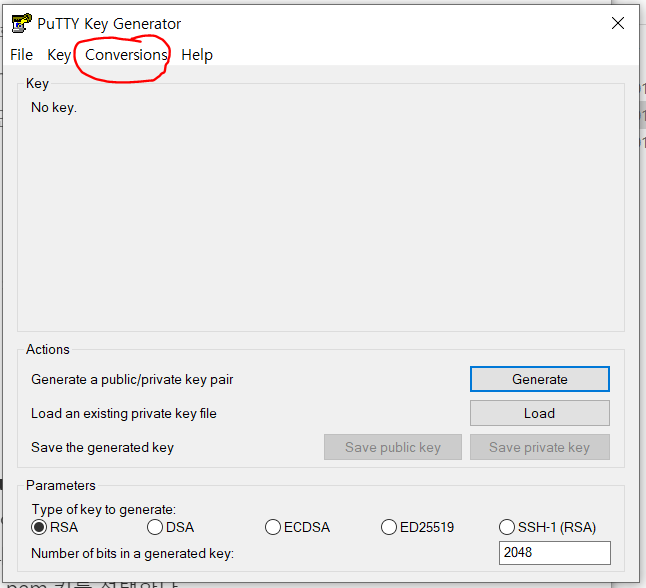 PuTTY Key Generator
File Key Conversions Help
Key
No key.
Actions
Generate a public/private key pair
Generate
Load an existing private key file
Load
Save the generated key
Save public key
Save private key
Parameters
Type of key to generate:
RSA DSA ECDSA ED25519 SSH-1 (RSA)
Number of bits in a generated key:
2048